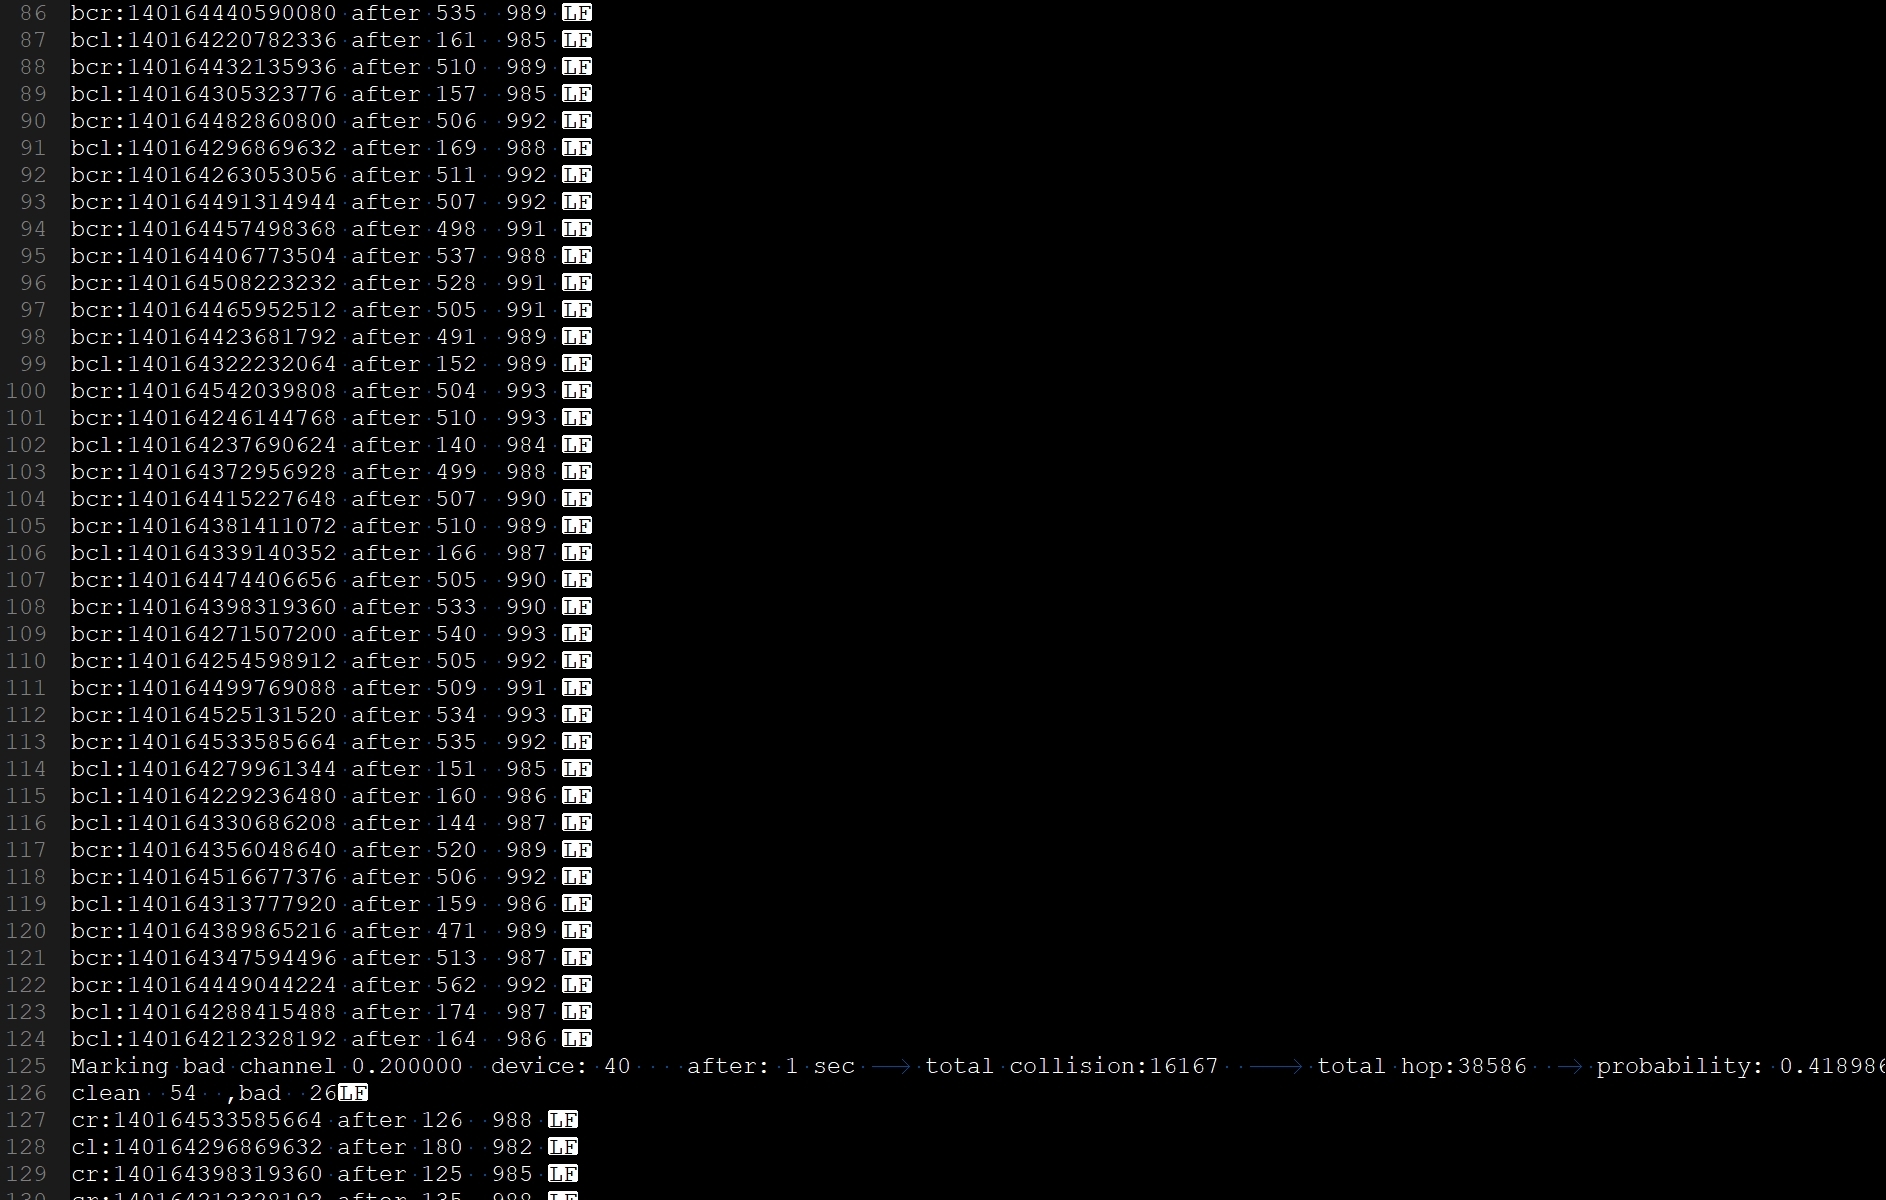 86 bcr:140164440590080 after 535  989 LF
87 bcl:140164220782336 after 161  985 LF
88 bcr:140164432135936 after 510  989 LF
89 bcl:140164305323776 after 157  985 LF
90 bcr:140164482860800 after 506  992 LF
91 bcl:140164296869632 after 169  988 LF
92 bcr:140164263053056 after 511  992 LF
93 bcr:140164491314944 after 507  992 LF
94 bcr:140164457498368 after 498  991 LF
95 bcr:140164406773504 after 537  988 LF
96 bcr:140164508223232 after 528  991 LF
97 bcr:140164465952512 after 505  991 LF
98 bcr:140164423681792 after 491  989 LF
99 bcl:140164322232064 after 152  989 LF
100 bcr:140164542039808 after 504  993 LF
101 bcr:140164246144768 after 510  993 LF
102 bcl:140164237690624 after 140  984 LF
103 bcr:140164372956928 after 499  988 LF
104 bcr:140164415227648 after 507  990 LF
105 bcr:140164381411072 after 510  989 LF
106 bcl:140164339140352 after 166  987 LF
107 bcr:140164474406656 after 505  990 LF
108 bcr:140164398319360 after 533  990 LF
109 bcr:140164271507200 after 540  993 LF
110 bcr:140164254598912 after 505  992 LF
111 bcr:140164499769088 after 509  991 LF
112 bcr:140164525131520 after 534  993 LF
113 bcr:140164533585664 after 535  992 LF
114 bcl:140164279961344 after 151  985 LF
115 bcl:140164229236480 after 160  986 LF
116 bcl:140164330686208 after 144  987 LF
117 bcr:140164356048640 after 520  989 LF
118 bcr:140164516677376 after 506  992 LF
119 bcl:140164313777920 after 159  986 LF
120 bcr:140164389865216 after 471  989 LF
121 bcr:140164347594496 after 513  987 LF
122 bcr:140164449044224 after 562  992 LF
123 bcl:140164288415488 after 174  987 LF
124 bcl:140164212328192 after 164  986 LF
125 Marking bad channel 0.200000  device: 40    after: 1 sec → total collision:16167  → total hop:38586  → probability: 0.418986
126 clean  54  ,bad  26LF
127 cr:140164533585664 after 126  988 LF
128 cl:140164296869632 after 180  982 LF
129 cr:140164398319360 after 125  985 LF
130 cr:140164212328192 after 135  988 LF